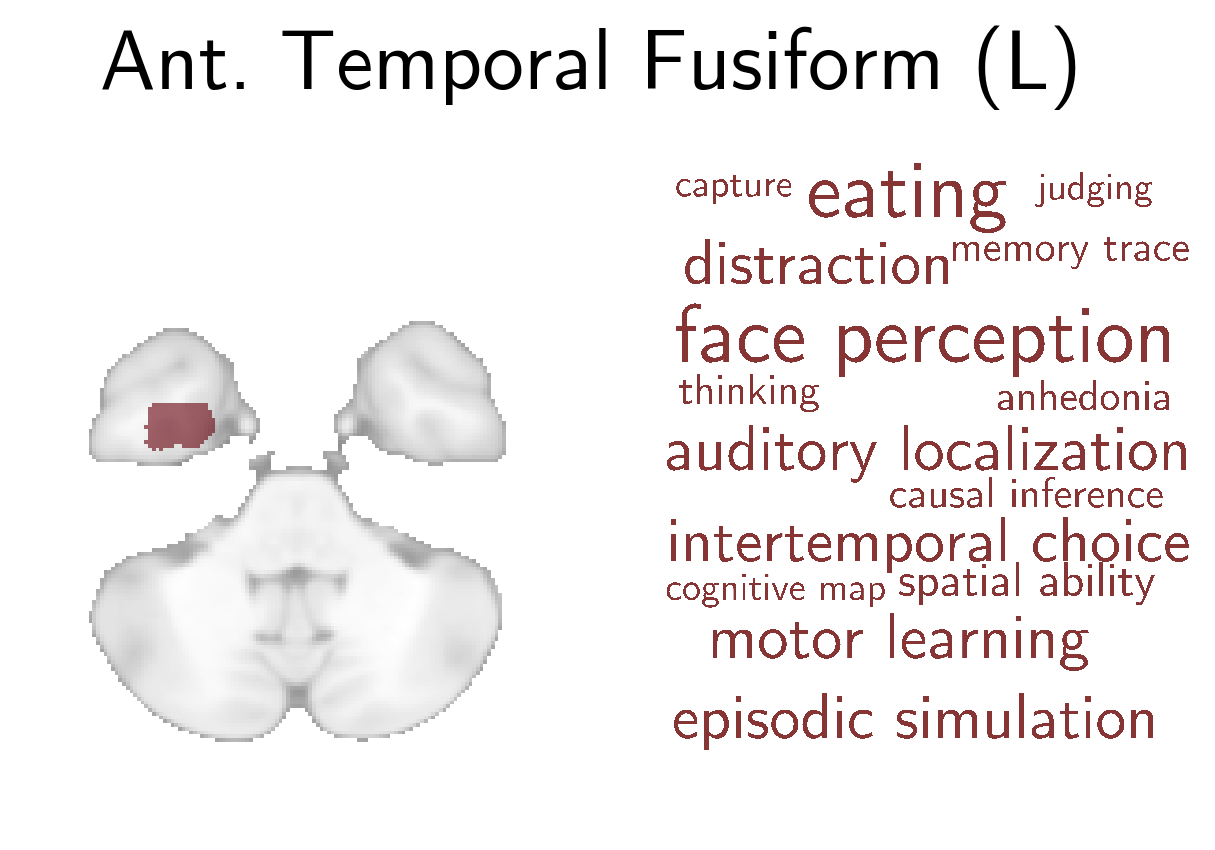 Ant. Temporal Fusiform (L)
capture eating judging
distraction memory trace
face perception
thinking anhedonia
auditory localization
causal inference
intertemporal choice
cognitive map spatial ability
motor learning
episodic simulation